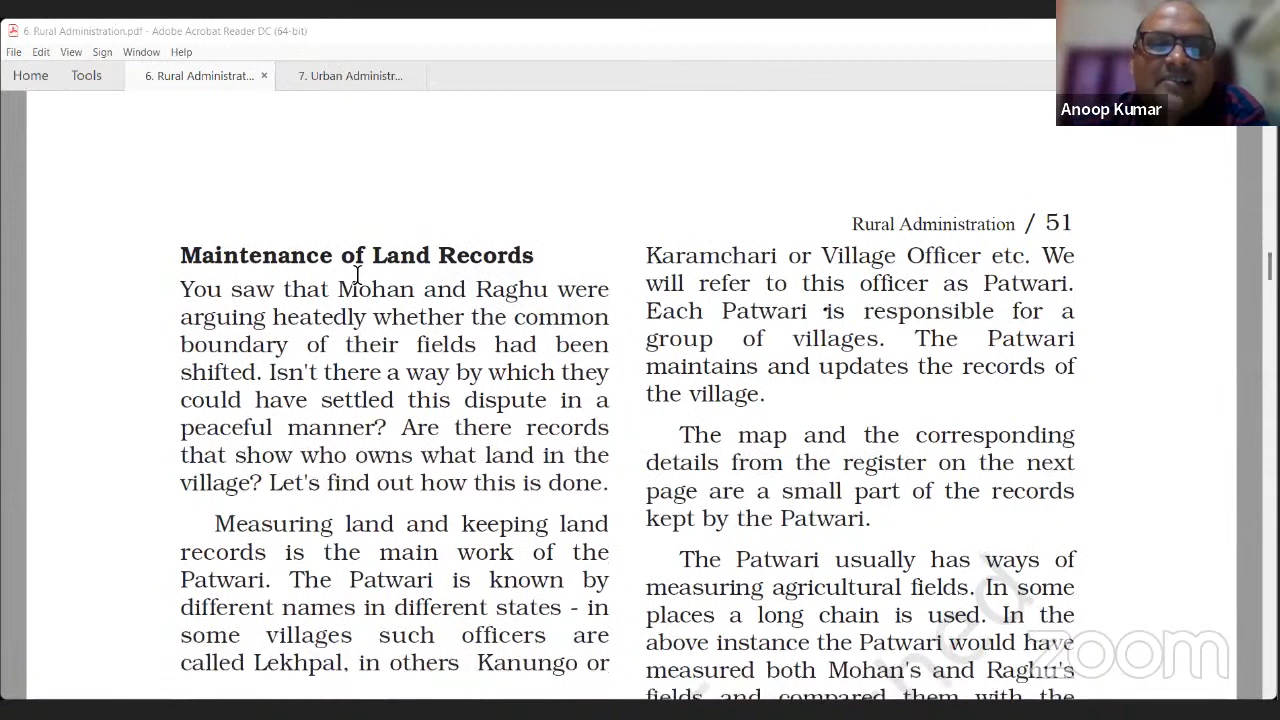 6. Rural Administration.pdf - Adobe Acrobat Reader DC (64-bit)
File Edit View Sign Window Help
Home Tools 6. Rural Administrat... × 7. Urban Administr...
Anoop Kumar
Rural Administration / 51
Maintenance of Land Records
You saw that Mohan and Raghu were
arguing heatedly whether the common
boundary of their fields had been
shifted. Isn't there a way by which they
could have settled this dispute in a
peaceful manner? Are there records
that show who owns what land in the
village? Let's find out how this is done.
Measuring land and keeping land
records is the main work of the
Patwari. The Patwari is known by
different names in different states - in
some villages such officers are
called Lekhpal, in others Kanungo or
Karamchari or Village Officer etc. We
will refer to this officer as Patwari.
Each Patwari is responsible for a
group of villages. The Patwari
maintains and updates the records of
the village.
The map and the corresponding
details from the register on the next
page are a small part of the records
kept by the Patwari.
The Patwari usually has ways of
measuring agricultural fields. In some
places a long chain is used. In the
above instance the Patwari would have
measured both Mohan's and Raghu's
fields and compared them with the
zoom